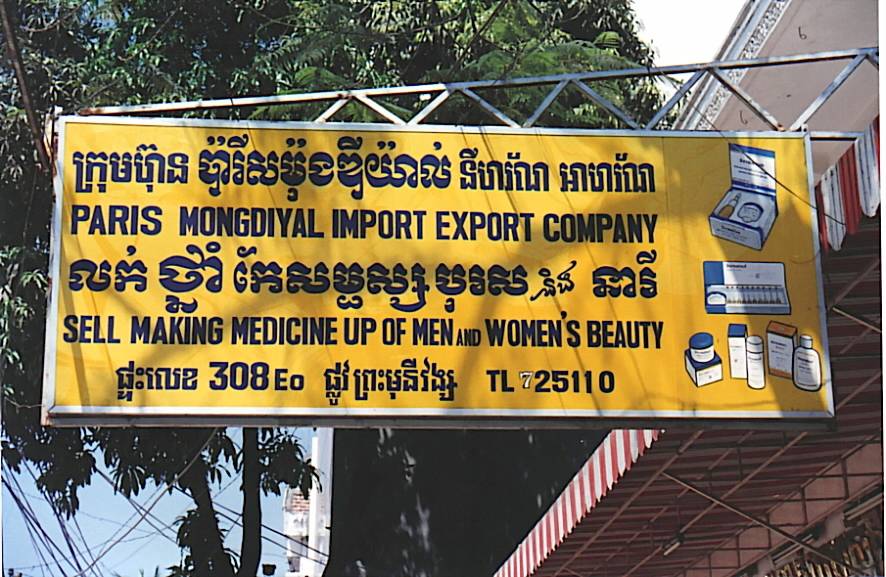 ក្រុមហ៊ុន ប៉ារីសម៉ុងឌីយ៉ាល់ នីហរ័ណ អាហរ័ណ
PARIS MONGDIYAL IMPORT EXPORT COMPANY
លក់ ថ្នាំ កែសម្ផស្ស បុរស និង នារី
SELL MAKING MEDICINE UP OF MEN AND WOMEN'S BEAUTY
ផ្ទះលេខ 308 Eo ផ្លូវ ព្រះមុនីវង្ស TL 725110